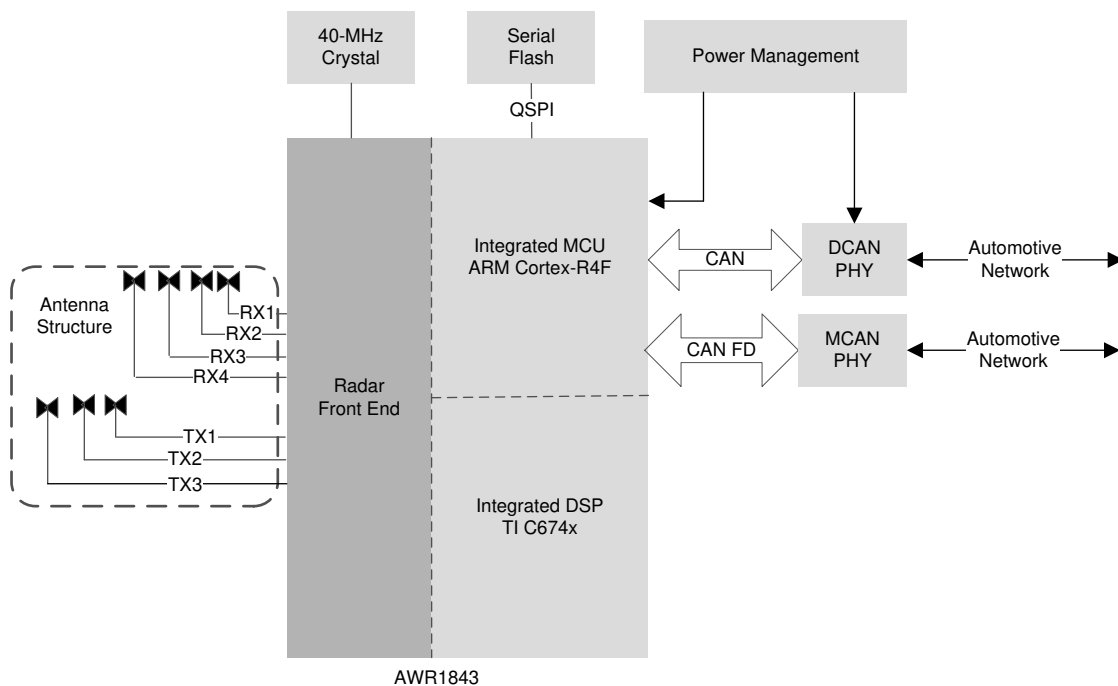 40-MHz
Crystal
Serial
Flash
Power Management
QSPI
Integrated MCU
ARM Cortex-R4F
CAN
DCAN
PHY
Automotive
Network
Antenna
Structure
RX1
RX2
RX3
RX4
CAN FD
MCAN
PHY
Automotive
Network
Radar
Front End
TX1
TX2
TX3
Integrated DSP
TI C674x
AWR1843